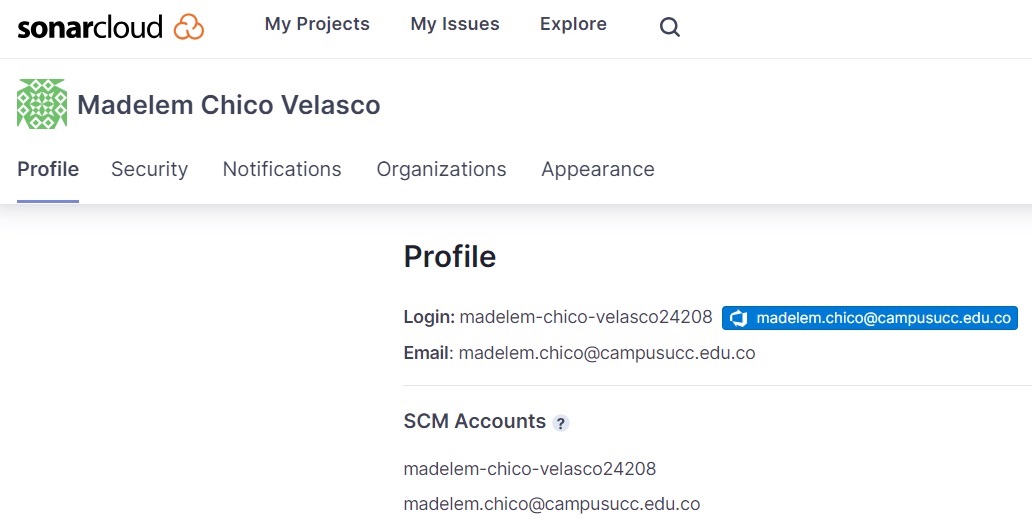 sonarcloud My Projects My Issues Explore
Madelem Chico Velasco
Profile Security Notifications Organizations Appearance
Profile
Login: madelem-chico-velasco24208 madelem.chico@campusucc.edu.co
Email: madelem.chico@campusucc.edu.co
SCM Accounts ?
madelem-chico-velasco24208
madelem.chico@campusucc.edu.co